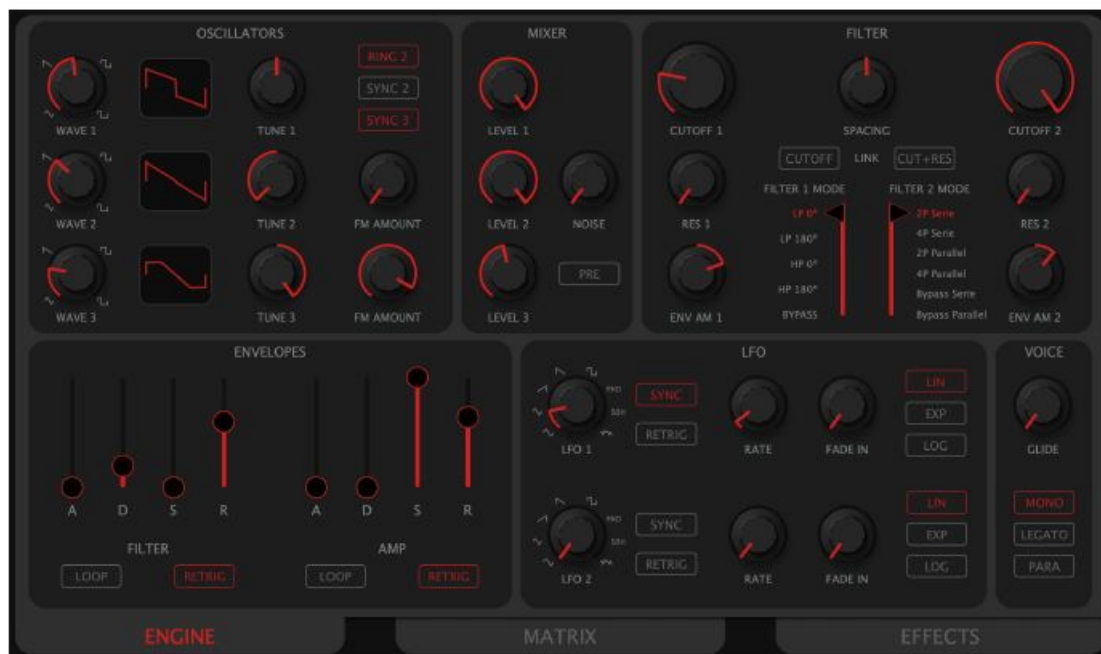 OSCILLATORS
WAVE 1
TUNE 1
RING 2
SYNC 2
SYNC 3
WAVE 2
TUNE 2
FM AMOUNT
WAVE 3
TUNE 3
FM AMOUNT
MIXER
LEVEL 1
LEVEL 2
NOISE
LEVEL 3
PRE
FILTER
CUTOFF 1
SPACING
CUTOFF 2
CUTOFF LINK CUT+RES
FILTER 1 MODE
LP 0°
LP 180°
HP 0°
HP 180°
BYPASS
FILTER 2 MODE
2P Serie
4P Serie
2P Parallel
4P Parallel
Bypass Serie
Bypass Parallel
RES 1
RES 2
ENV AM 1
ENV AM 2
ENVELOPES
A D S R
A D S R
FILTER
LOOP
RETRIG
AMP
LOOP
RETRIG
LFO
LFO 1
SYNC
RETRIG
RATE
FADE IN
LIN
EXP
LOG
LFO 2
SYNC
RETRIG
RATE
FADE IN
LIN
EXP
LOG
VOICE
GLIDE
MONO
LEGATO
PARA
ENGINE
MATRIX
EFFECTS